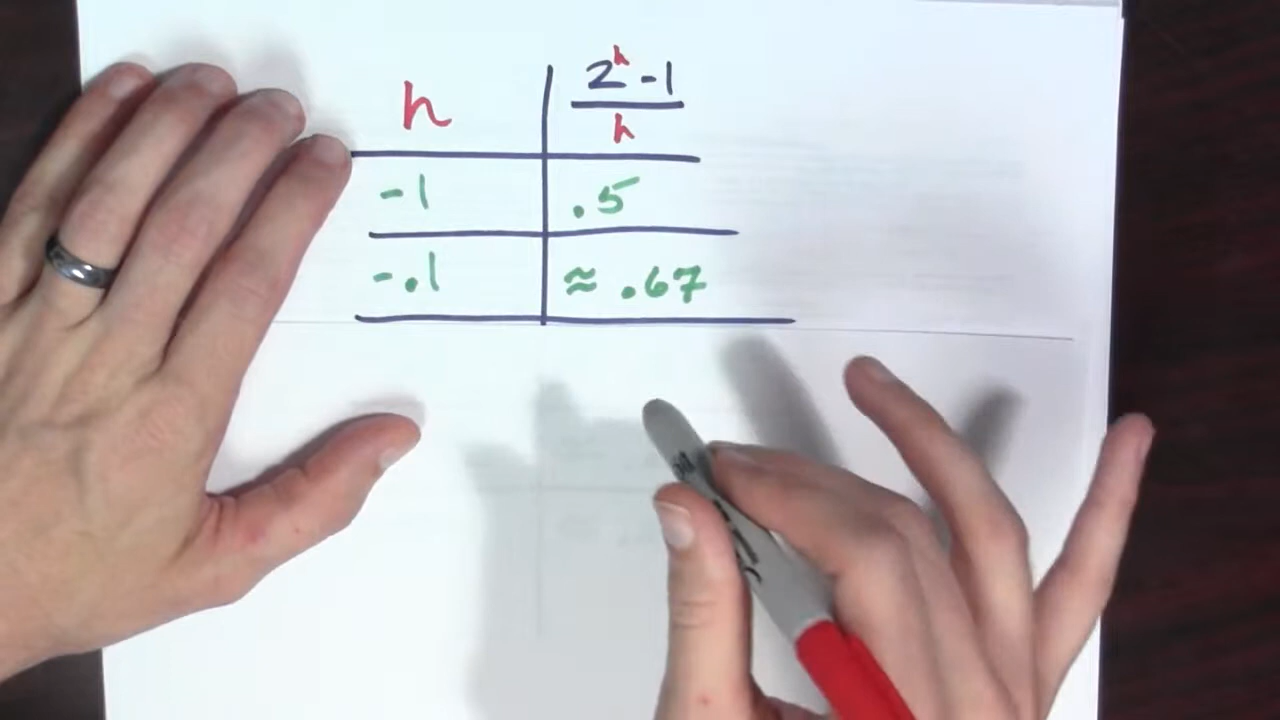 h | 2^h - 1 / h
-1 | .5
-.1 | ≈ .67